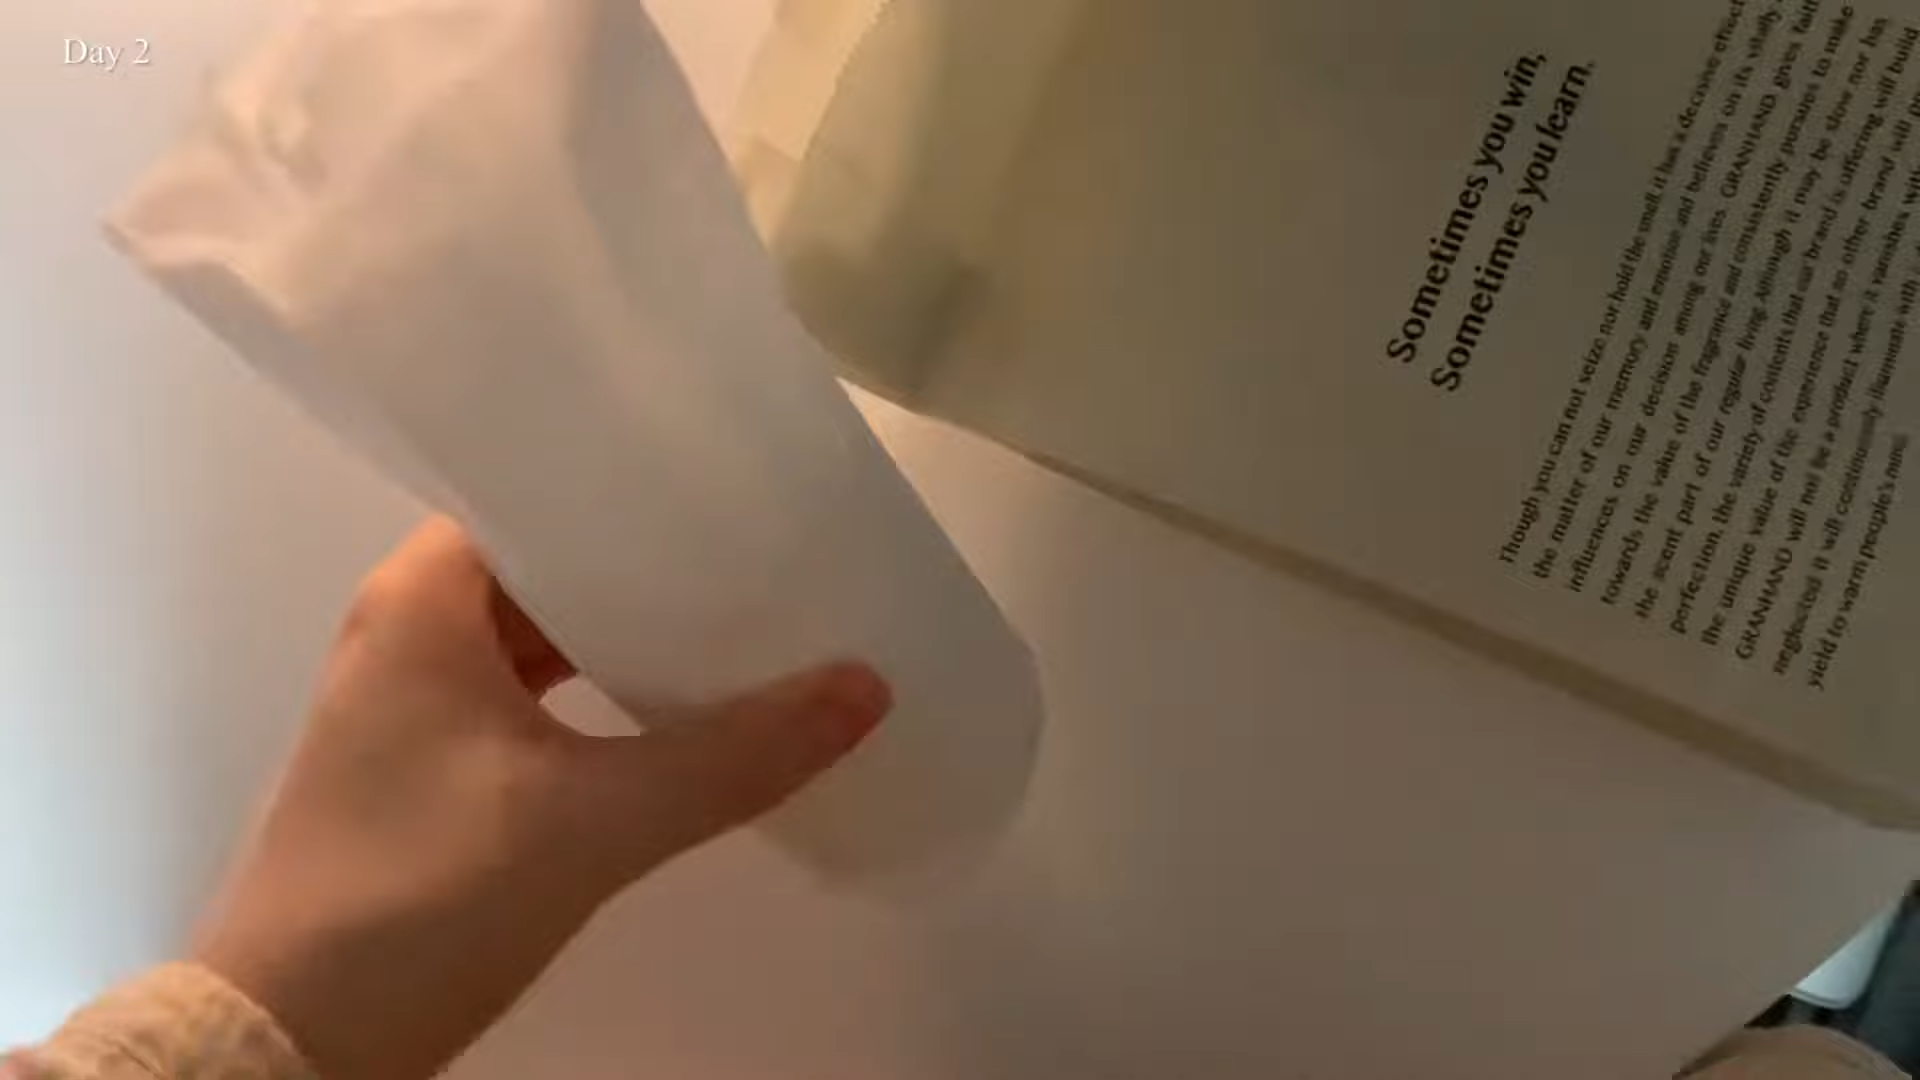 Day 2
Sometimes you win,
Sometimes you learn.
Though you can not seize nor hold the smell, it has a decisive effect
the matter of our memory and emotion and believes on its vitally
influences on our decision among our lives. GRANHAND gives faith
towards the value of the fragrance and consistently pursues to make
the scent part of our regular living. Although it may be slow nor has
perfection, the variety of contents that our brand is offering will build
the unique value of the experience that no other brand will
GRANHAND will not be a product where it vanishes with
neglected it will continuously illuminate with
yield to warm people's mind.